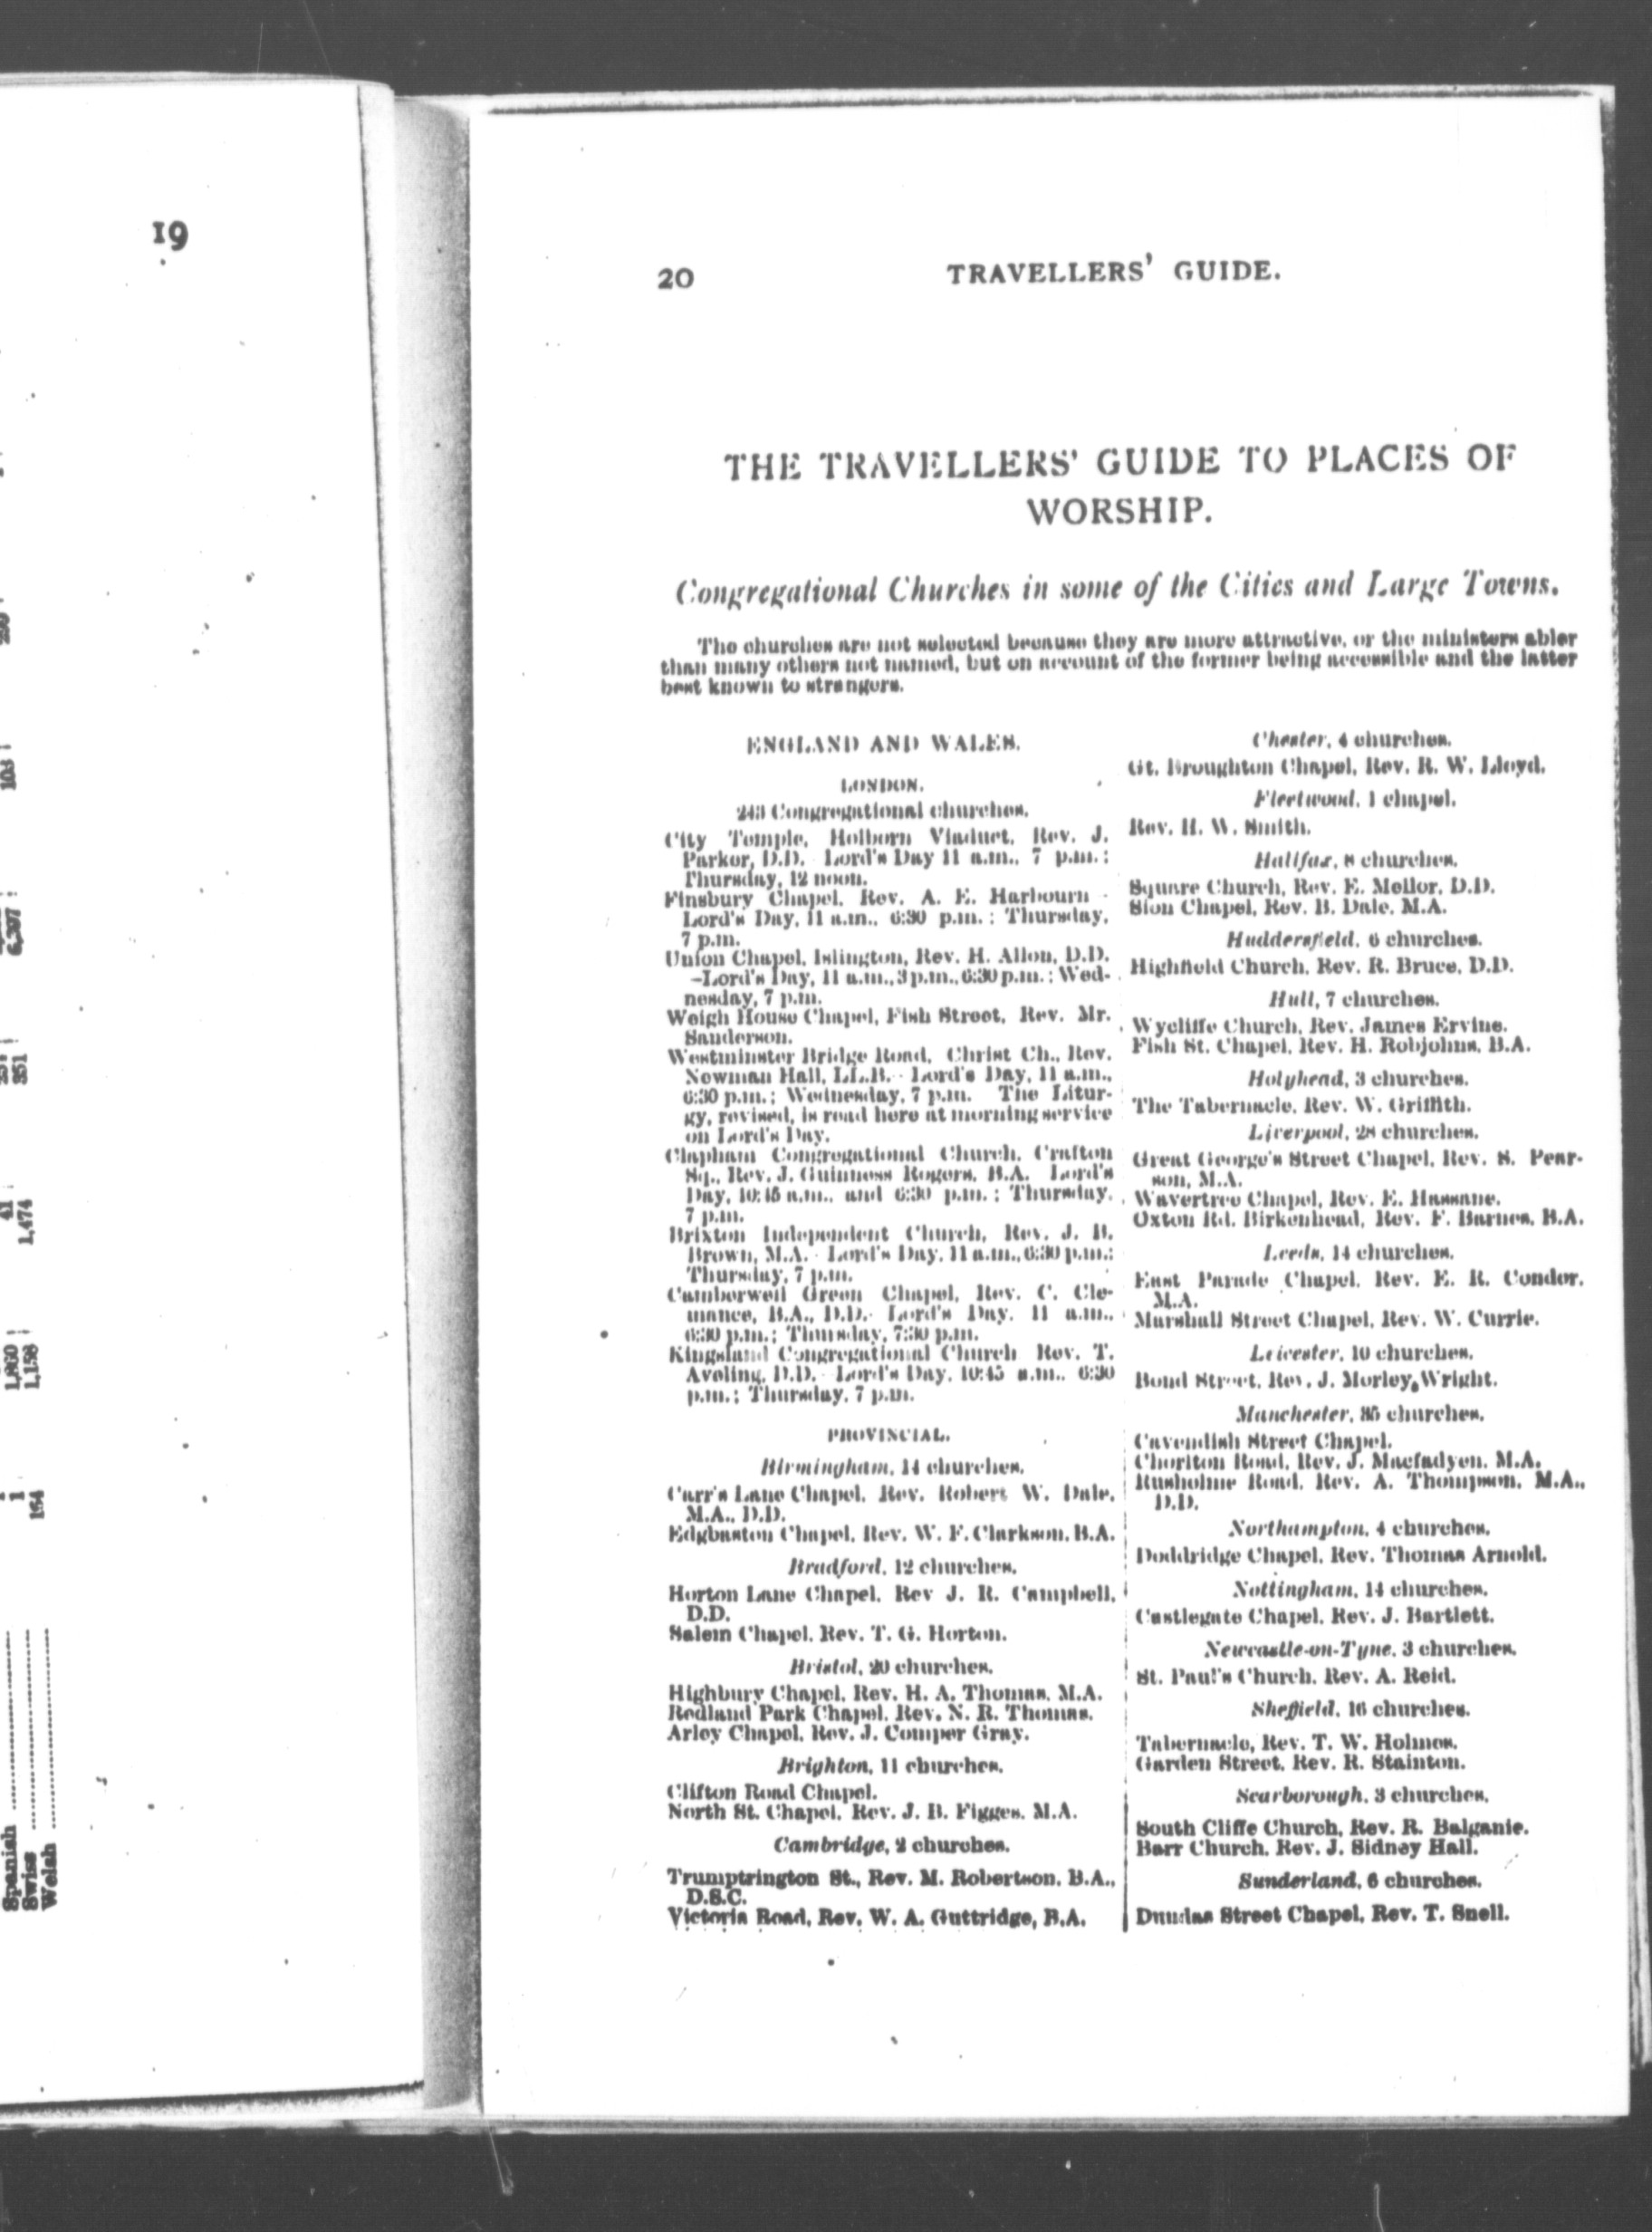 19
299
103
6,397
351
41
1,474
1,860
1,158
1
1
164
Spanish
Swiss
Welsh
20 TRAVELLERS' GUIDE.
THE TRAVELLERS' GUIDE TO PLACES OF
WORSHIP.
Congregational Churches in some of the Cities and Large Towns.
The churches are not selected because they are more attractive, or the ministers abler
than many others not named, but on account of the former being accessible and the latter
best known to strangers.
ENGLAND AND WALES.
LONDON.
243 Congregational churches.
City Temple, Holborn Viaduct, Rev. J.
Parker, D.D. Lord's Day 11 a.m., 7 p.m.;
Thursday, 12 noon.
Finsbury Chapel, Rev. A. E. Harbourn -
Lord's Day, 11 a.m., 6:30 p.m.; Thursday,
7 p.m.
Union Chapel, Islington, Rev. H. Allon, D.D.
-Lord's Day, 11 a.m., 3 p.m., 6:30 p.m.; Wed-
nesday, 7 p.m.
Weigh House Chapel, Fish Street, Rev. Mr.
Sanderson.
Westminster Bridge Road, Christ Ch., Rev.
Newman Hall, LL.B. - Lord's Day, 11 a.m.,
6:30 p.m.; Wednesday, 7 p.m. The Litur-
gy, revised, is read here at morning service
on Lord's Day.
Clapham Congregational Church, Crafton
Sq., Rev. J. Guinness Rogers, B.A. Lord's
Day, 10:45 a.m., and 6:30 p.m.; Thursday,
7 p.m.
Brixton Independent Church, Rev. J. B.
Brown, M.A. - Lord's Day, 11 a.m., 6:30 p.m.;
Thursday, 7 p.m.
Camberwell Green Chapel, Rev. C. Cle-
mance, B.A., D.D.- Lord's Day, 11 a.m.,
6:30 p.m.; Thursday, 7:30 p.m.
Kingsland Congregational Church Rev. T.
Aveling, D.D. - Lord's Day, 10:45 a.m., 6:30
p.m.; Thursday, 7 p.m.
PROVINCIAL.
Birmingham, 14 churches.
Carr's Lane Chapel, Rev. Robert W. Dale,
M.A., D.D.
Edgbaston Chapel, Rev. W. F. Clarkson, B.A.
Bradford, 12 churches.
Horton Lane Chapel, Rev J. R. Campbell,
D.D.
Salem Chapel, Rev. T. G. Horton.
Bristol, 20 churches.
Highbury Chapel, Rev. H. A. Thomas, M.A.
Redland Park Chapel, Rev. N. R. Thomas.
Arley Chapel, Rev. J. Comper Gray.
Brighton, 11 churches.
Clifton Road Chapel.
North St. Chapel, Rev. J. B. Figges, M.A.
Cambridge, 2 churches.
Trumptrington St., Rev. M. Robertson, B.A.,
D.S.C.
Victoria Road, Rev. W. A. Guttridge, B.A.
Chester, 4 churches.
Gt. Broughton Chapel, Rev. R. W. Lloyd.
Fleetwood, 1 chapel.
Rev. H. W. Smith.
Halifax, 8 churches.
Square Church, Rev. E. Mellor, D.D.
Sion Chapel, Rev. B. Dale, M.A.
Huddersfield, 6 churches.
Highfield Church, Rev. R. Bruce, D.D.
Hull, 7 churches.
Wycliffe Church, Rev. James Ervine.
Fish St. Chapel, Rev. H. Robjohns, B.A.
Holyhead, 3 churches.
The Tabernacle, Rev. W. Griffith.
Liverpool, 28 churches.
Great George's Street Chapel, Rev. S. Pear-
son, M.A.
Wavertree Chapel, Rev. E. Hassane.
Oxton Rd. Birkenhead, Rev. F. Barnes, B.A.
Leeds, 14 churches.
East Parade Chapel, Rev. E. R. Conder,
M.A.
Marshall Street Chapel, Rev. W. Currie.
Leicester, 10 churches.
Bond Street, Rev. J. Morley Wright.
Manchester, 85 churches.
Cavendish Street Chapel.
Chorlton Road, Rev. J. Macfadyen, M.A.
Rusholme Road, Rev. A. Thompson, M.A.,
D.D.
Northampton, 4 churches.
Doddridge Chapel, Rev. Thomas Arnold.
Nottingham, 14 churches.
Castlegate Chapel, Rev. J. Bartlett.
Newcastle-on-Tyne, 3 churches.
St. Paul's Church, Rev. A. Reid.
Sheffield, 16 churches.
Tabernacle, Rev. T. W. Holmes.
Garden Street, Rev. R. Stainton.
Scarborough, 3 churches.
South Cliffe Church, Rev. R. Balganie.
Barr Church, Rev. J. Sidney Hall.
Sunderland, 6 churches.
Dundas Street Chapel, Rev. T. Snell.